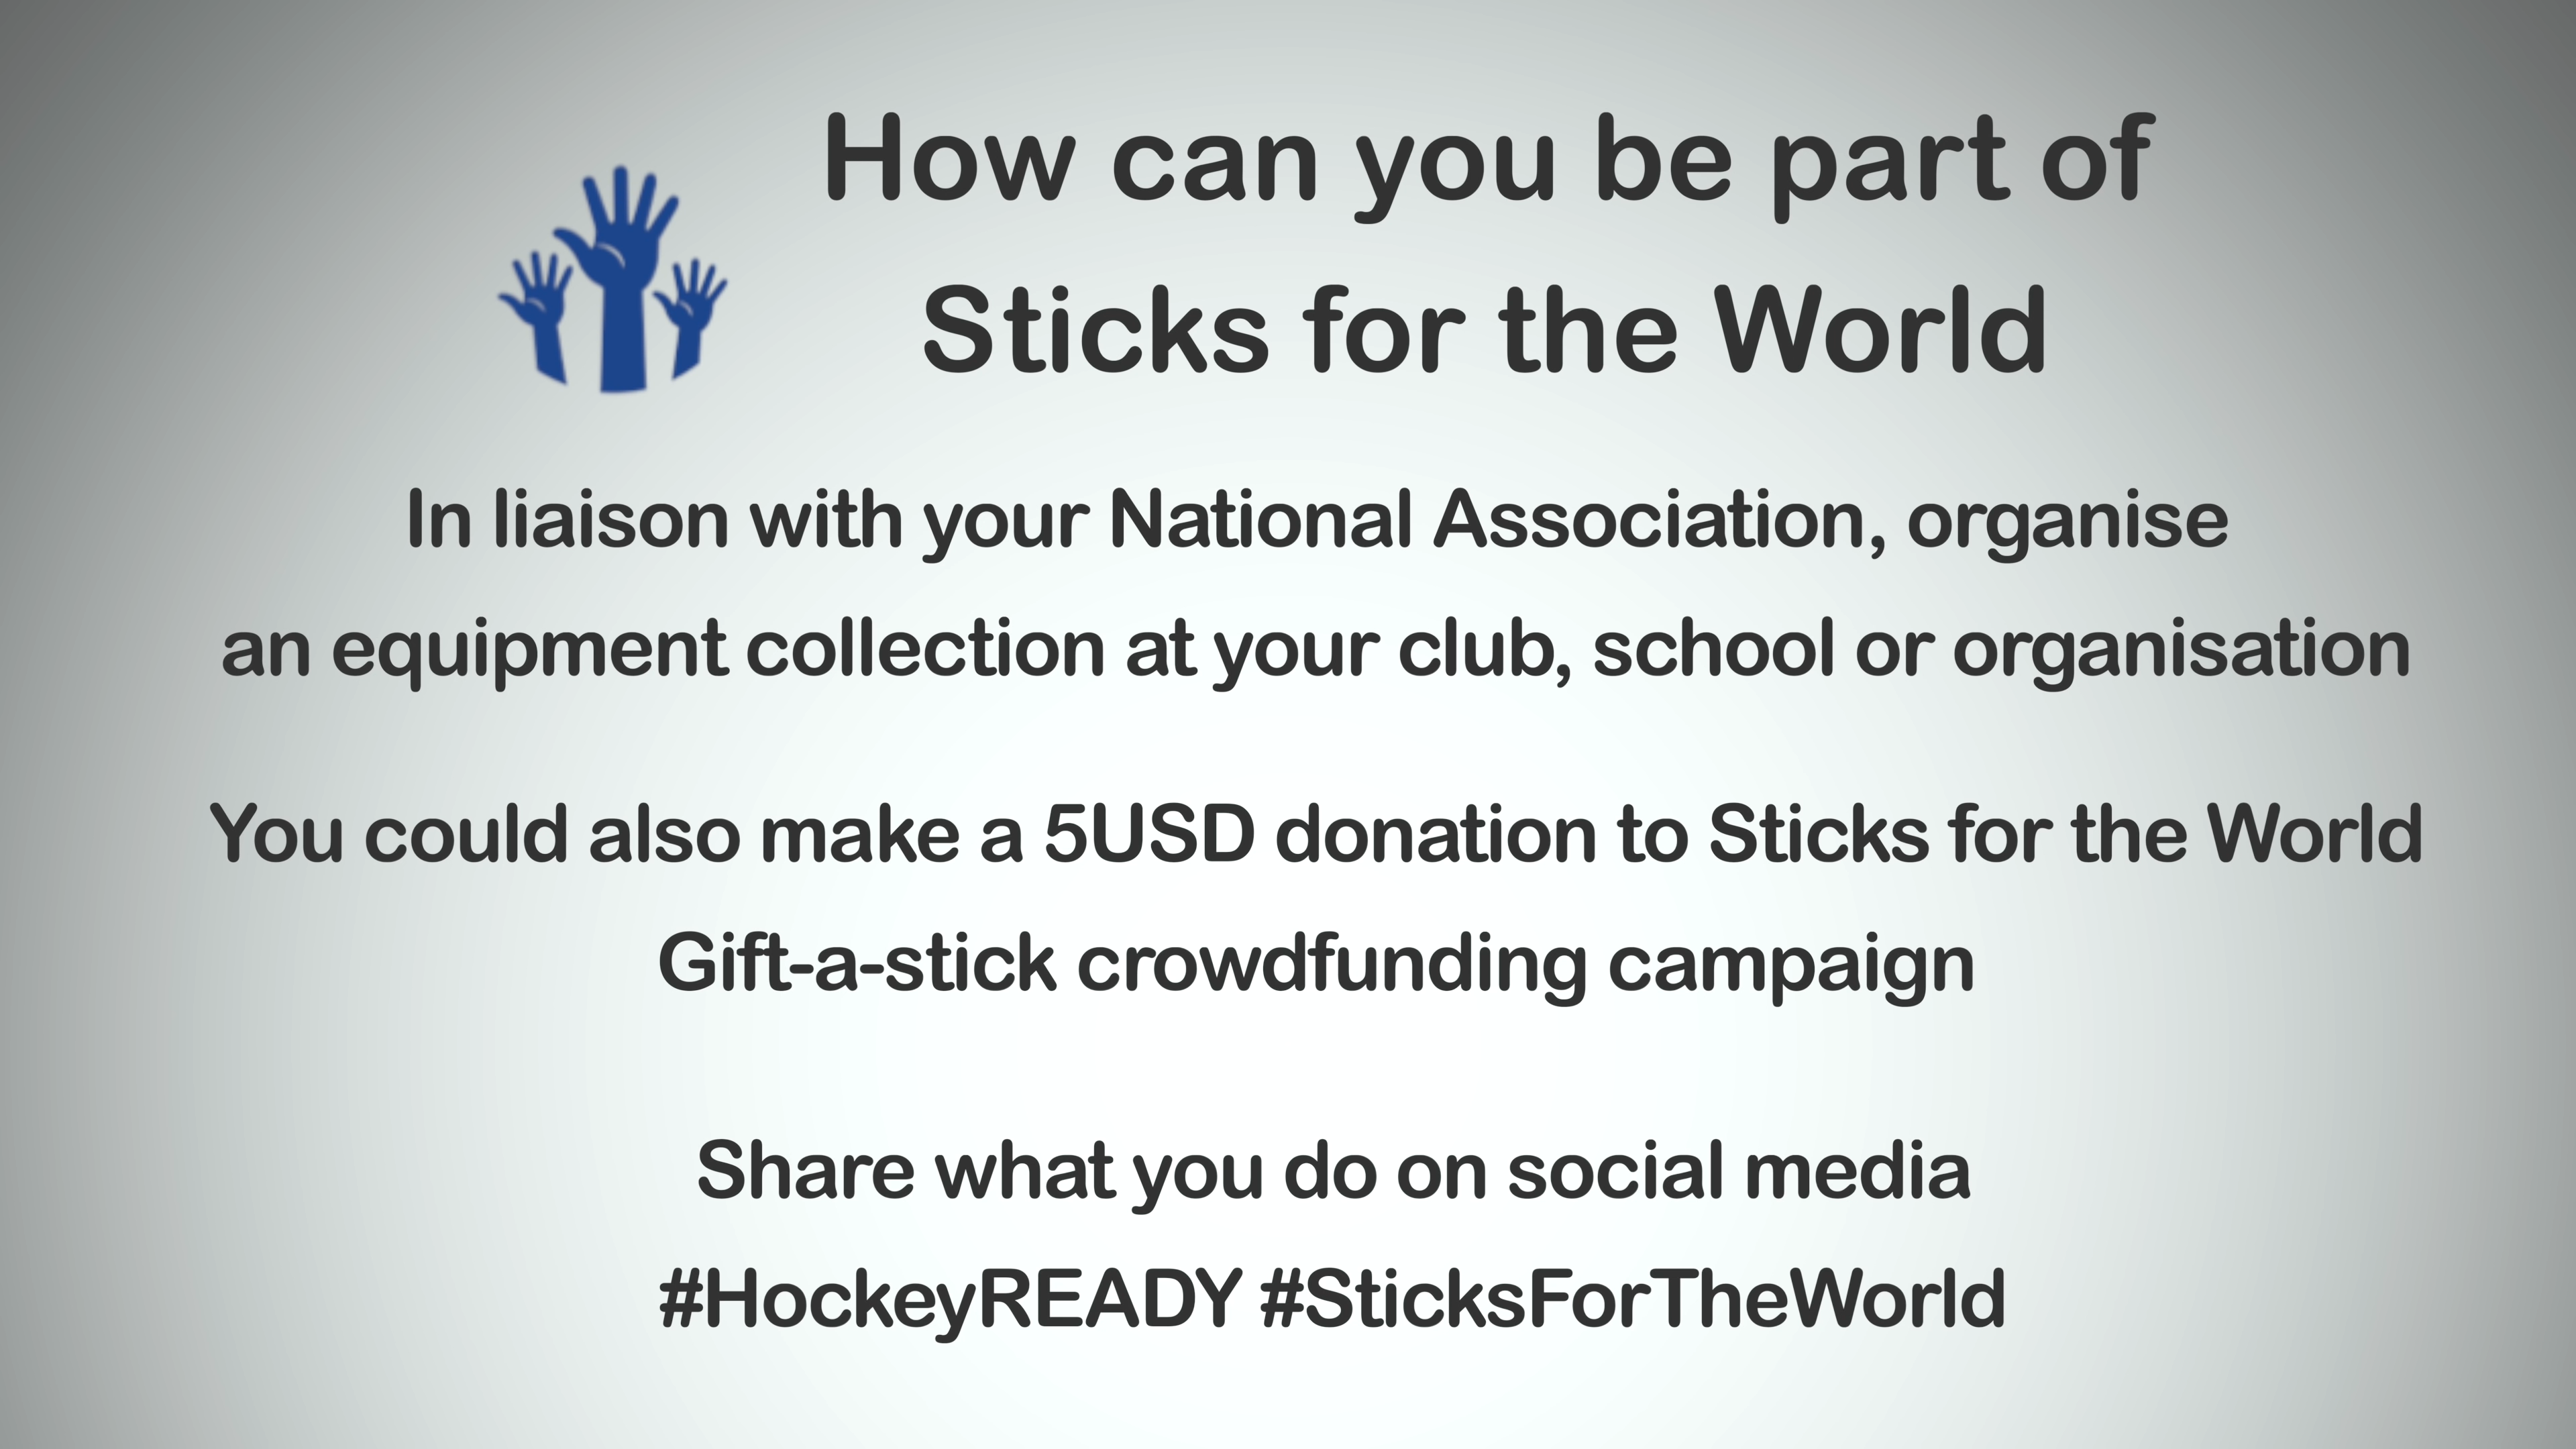 How can you be part of
Sticks for the World
In liaison with your National Association, organise
an equipment collection at your club, school or organisation
You could also make a 5USD donation to Sticks for the World
Gift-a-stick crowdfunding campaign
Share what you do on social media
#HockeyREADY #SticksForTheWorld